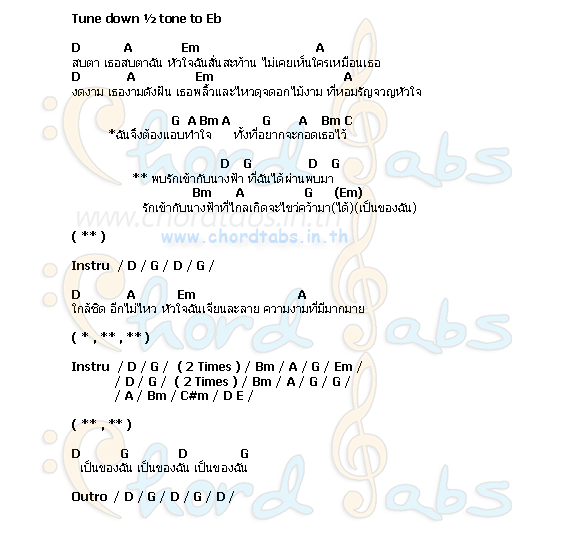 Tune down ½ tone to Eb
D A Em A
สบตา เธอสบตาฉัน หัวใจฉันสั่นสะท้าน ไม่เคยเห็นใครเหมือนเธอ
D A Em A
งดงาม เธองามดังฝัน เธอพลิ้วและไหวดุจดอกไม้งาม ที่หอมรัญจวนหัวใจ
G A Bm A G A Bm C
*ฉันจึงต้องแอบทำใจ ทั้งที่อยากจะกอดเธอไว้
D G D G
** พบรักเข้ากับนางฟ้า ที่ฉันได้ผ่านพบมา
Bm A G (Em)
รักเข้ากับนางฟ้าที่ไกลเกิดจะไขว่คว้ามา(ได้)(เป็นของฉัน)
www.chordtabs.in.th
www.chordtabs.in.th
( ** )
Instru / D / G / D / G /
D A Em A
ใกล้ชิด อีกไม่ไหว หัวใจฉันเจียนละลาย ความงามที่มีมากมาย
( * , ** , ** )
Instru / D / G / ( 2 Times ) / Bm / A / G / Em /
/ D / G / ( 2 Times ) / Bm / A / G / G /
/ A / Bm / C#m / D E /
( ** , ** )
D G D G
เป็นของฉัน เป็นของฉัน เป็นของฉัน
Outro / D / G / D / G / D /